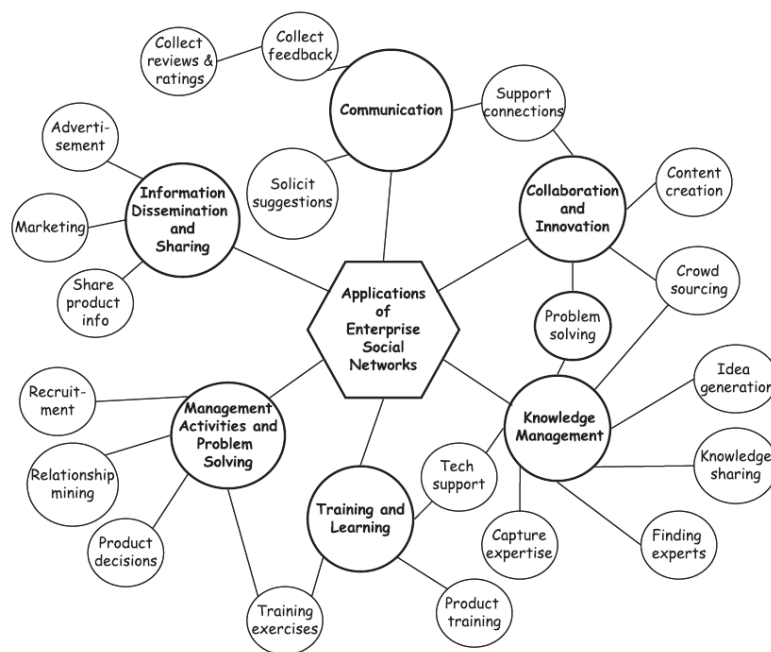 Collect
reviews &
ratings
Collect
feedback
Communication
Support
connections
Solicit
suggestions
Adverti-
sement
Marketing
Share
product
info
Information
Dissemination
and
Sharing
Collaboration
and
Innovation
Content
creation
Crowd
sourcing
Problem
solving
Applications
of
Enterprise
Social
Networks
Recruit-
ment
Relationship
mining
Product
decisions
Management
Activities and
Problem
Solving
Training
exercises
Training and
Learning
Tech
support
Product
training
Knowledge
Management
Idea
generation
Knowledge
sharing
Finding
experts
Capture
expertise